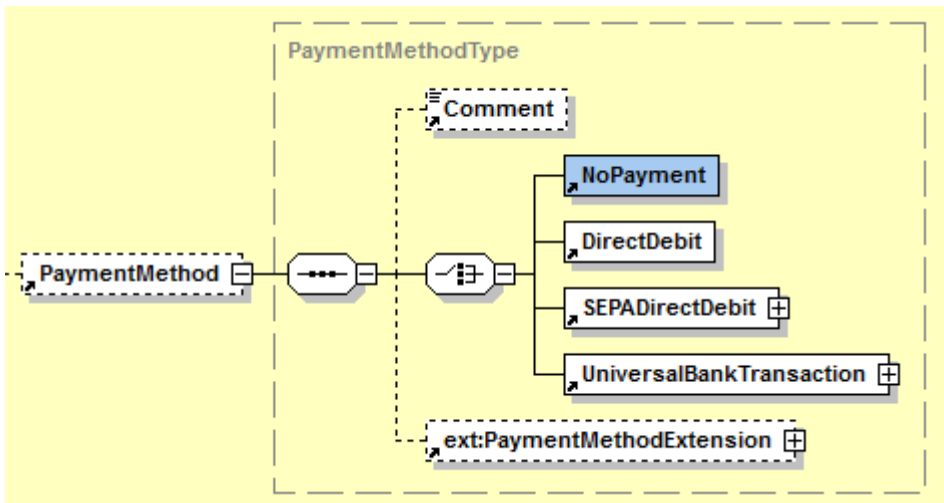 PaymentMethodType
Comment
NoPayment
DirectDebit
PaymentMethod
SEPADirectDebit
UniversalBankTransaction
ext:PaymentMethodExtension